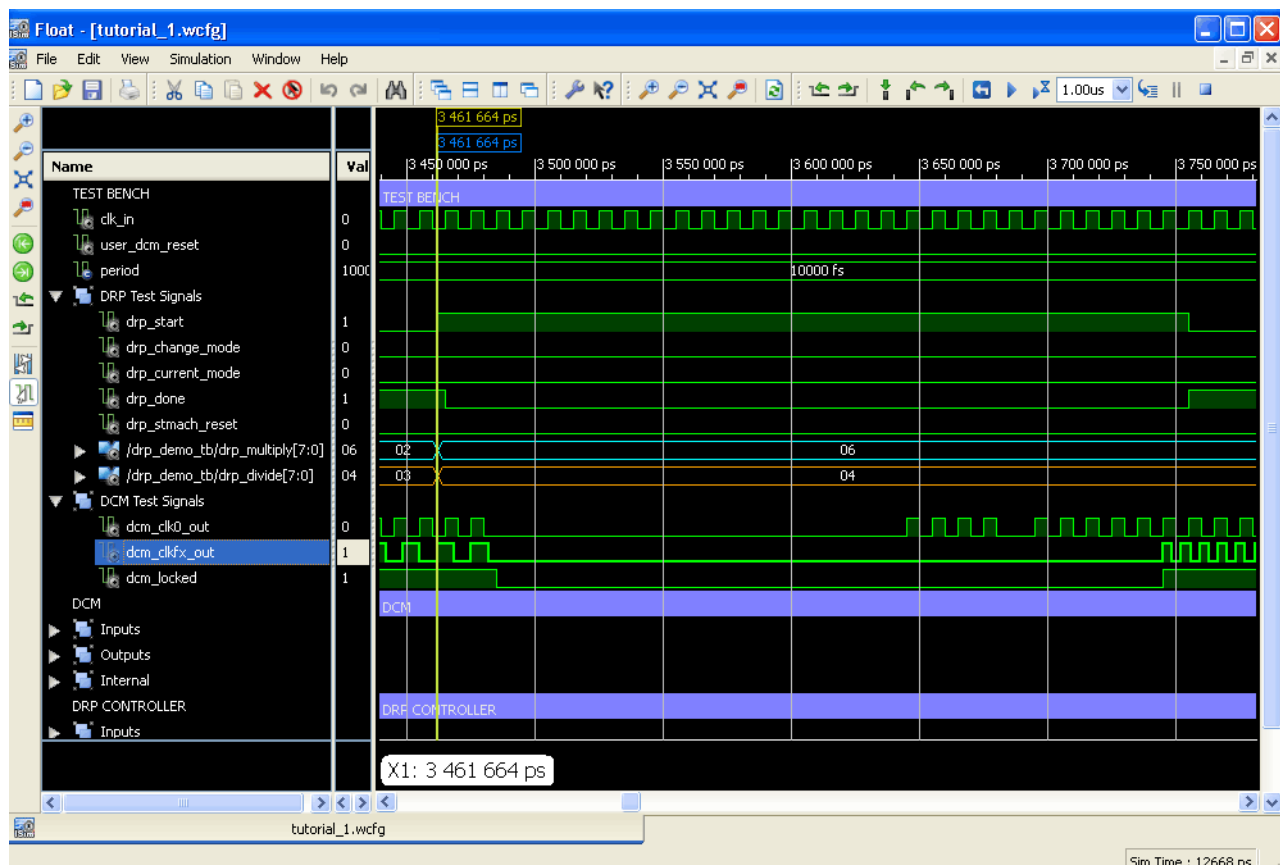 Float - [tutorial_1.wcfg]
File Edit View Simulation Window Help
1.00us
3 461 664 ps
3 461 664 ps
Name Val 3 450 000 ps 3 500 000 ps 3 550 000 ps 3 600 000 ps 3 650 000 ps 3 700 000 ps 3 750 000 ps
TEST BENCH TEST BENCH
clk_in 0
user_dcm_reset 0
period 1000 10000 fs
DRP Test Signals
drp_start 1
drp_change_mode 0
drp_current_mode 0
drp_done 1
drp_stmach_reset 0
/drp_demo_tb/drp_multiply[7:0] 06 02 06
/drp_demo_tb/drp_divide[7:0] 04 03 04
DCM Test Signals
dcm_clk0_out 0
dcm_clkfx_out 1
dcm_locked 1
DCM DCM
Inputs
Outputs
Internal
DRP CONTROLLER DRP CONTROLLER
Inputs
X1: 3 461 664 ps
tutorial_1.wcfg
Sim Time : 12668 ps